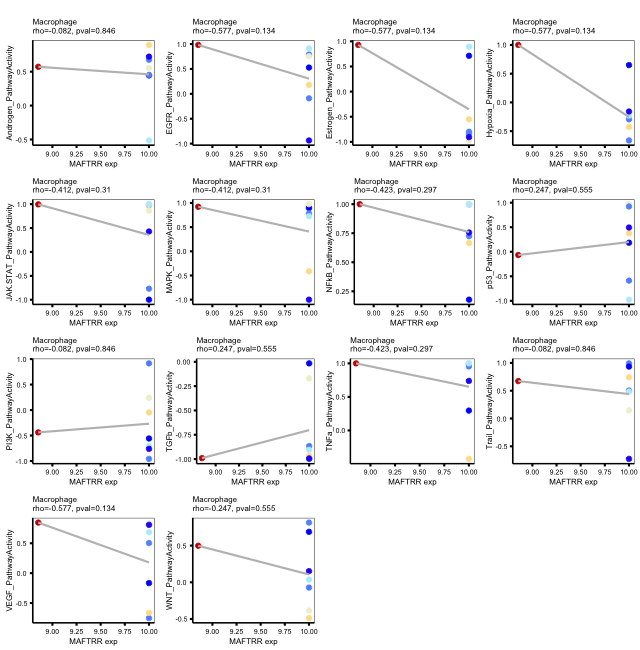 Macrophage
rho=-0.082, pval=0.846
Androgen_PathwayActivity
0.5
0.0
-0.5
9.00 9.25 9.50 9.75 10.00
MAFTRR exp
Macrophage
rho=-0.577, pval=0.134
EGFR_PathwayActivity
1.0
0.5
0.0
-0.5
-1.0
9.00 9.25 9.50 9.75 10.00
MAFTRR exp
Macrophage
rho=-0.577, pval=0.134
Estrogen_PathwayActivity
1.0
0.5
0.0
-0.5
-1.0
9.00 9.25 9.50 9.75 10.00
MAFTRR exp
Macrophage
rho=-0.577, pval=0.134
Hypoxia_PathwayActivity
1.0
0.5
0.0
-0.5
9.00 9.25 9.50 9.75 10.00
MAFTRR exp
Macrophage
rho=-0.412, pval=0.31
JAK.STAT_PathwayActivity
1.0
0.5
0.0
-0.5
-1.0
9.00 9.25 9.50 9.75 10.00
MAFTRR exp
Macrophage
rho=-0.412, pval=0.31
MAPK_PathwayActivity
1.0
0.5
0.0
-0.5
-1.0
9.00 9.25 9.50 9.75 10.00
MAFTRR exp
Macrophage
rho=-0.423, pval=0.297
NFkB_PathwayActivity
1.00
0.75
0.50
0.25
9.00 9.25 9.50 9.75 10.00
MAFTRR exp
Macrophage
rho=0.247, pval=0.555
p53_PathwayActivity
1.0
0.5
0.0
-0.5
-1.0
9.00 9.25 9.50 9.75 10.00
MAFTRR exp
Macrophage
rho=-0.082, pval=0.846
PI3K_PathwayActivity
1.0
0.5
0.0
-0.5
-1.0
9.00 9.25 9.50 9.75 10.00
MAFTRR exp
Macrophage
rho=0.247, pval=0.555
TGFb_PathwayActivity
0.00
-0.25
-0.50
-0.75
-1.00
9.00 9.25 9.50 9.75 10.00
MAFTRR exp
Macrophage
rho=-0.423, pval=0.297
TNFa_PathwayActivity
1.0
0.5
0.0
9.00 9.25 9.50 9.75 10.00
MAFTRR exp
Macrophage
rho=-0.082, pval=0.846
Trail_PathwayActivity
1.0
0.5
0.0
-0.5
9.00 9.25 9.50 9.75 10.00
MAFTRR exp
Macrophage
rho=-0.577, pval=0.134
VEGF_PathwayActivity
0.5
0.0
-0.5
9.00 9.25 9.50 9.75 10.00
MAFTRR exp
Macrophage
rho=-0.247, pval=0.555
WNT_PathwayActivity
0.5
0.0
-0.5
9.00 9.25 9.50 9.75 10.00
MAFTRR exp